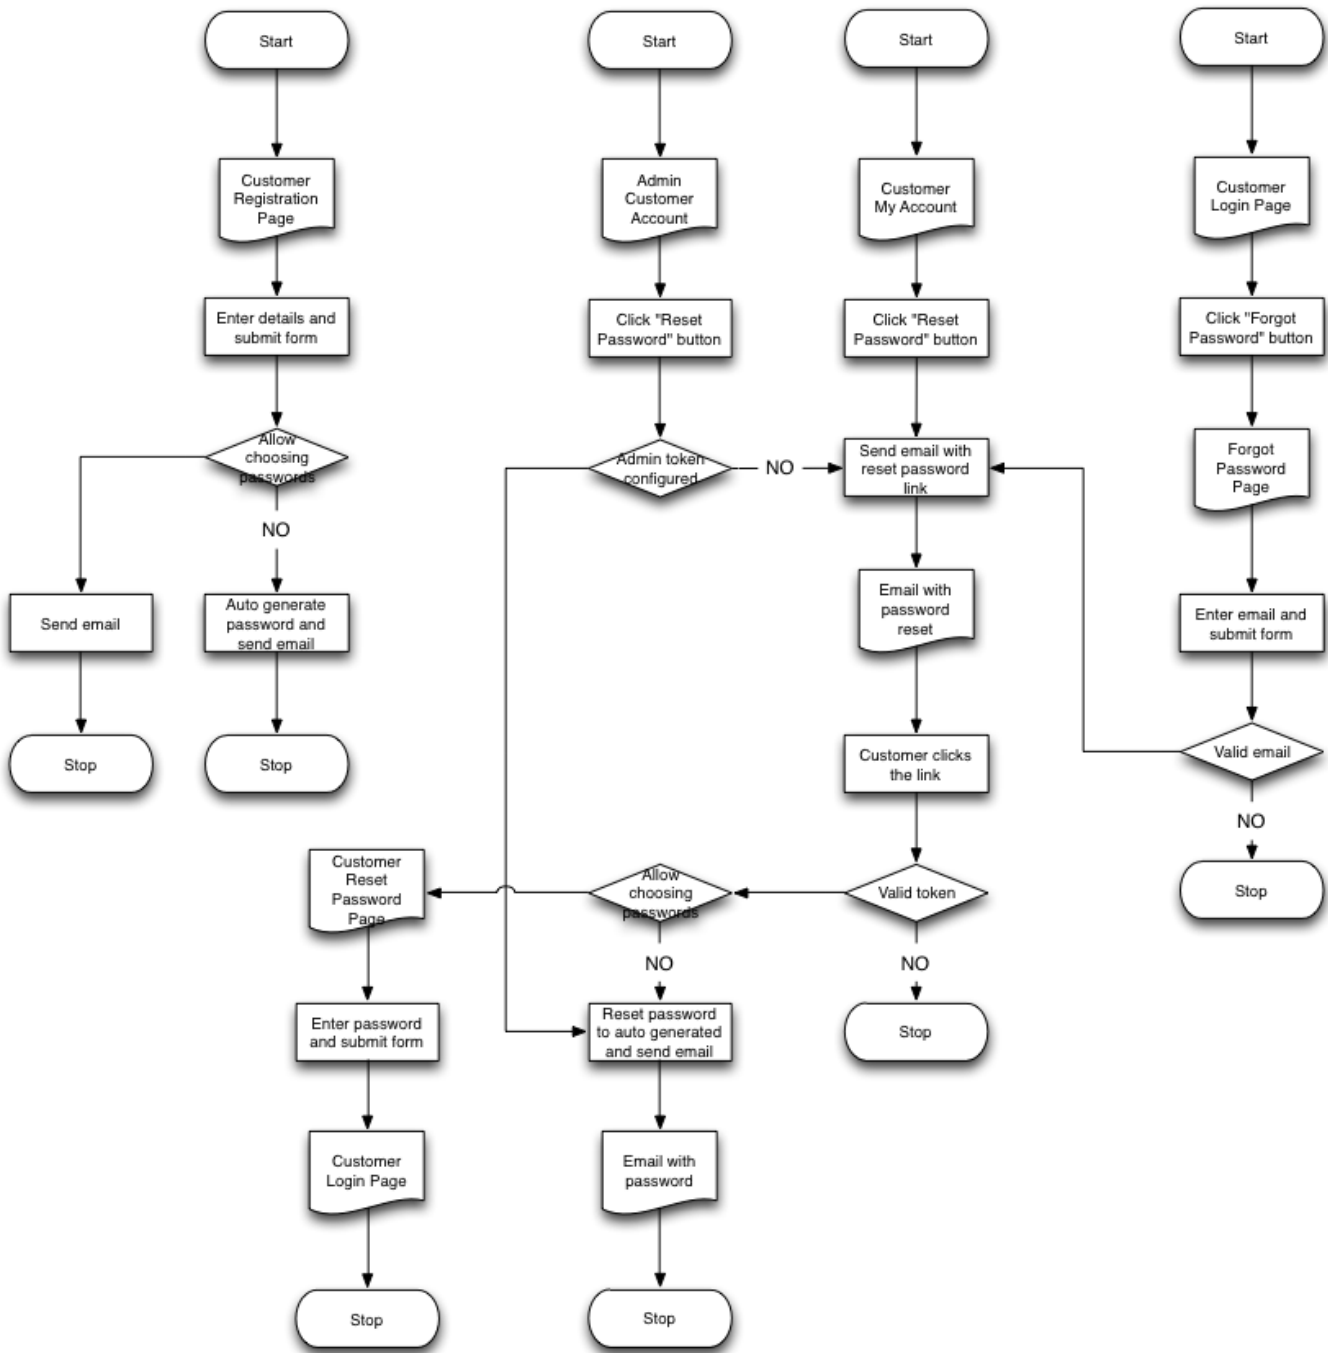 Start
Start
Start
Start
Customer
Registration
Page
Admin
Customer
Account
Customer
My Account
Customer
Login Page
Enter details and
submit form
Click "Reset
Password" button
Click "Reset
Password" button
Click "Forgot
Password" button
Allow
choosing
passwords
Admin token
configured
NO
Send email with
reset password
link
Forgot
Password
Page
NO
Send email
Auto generate
password and
send email
Email with
password
reset
Enter email and
submit form
Stop
Stop
Customer clicks
the link
Valid email
NO
Customer
Reset
Password
Page
Allow
choosing
passwords
Valid token
Stop
NO
NO
Enter password
and submit form
Reset password
to auto generated
and send email
Stop
Customer
Login Page
Email with
password
Stop
Stop